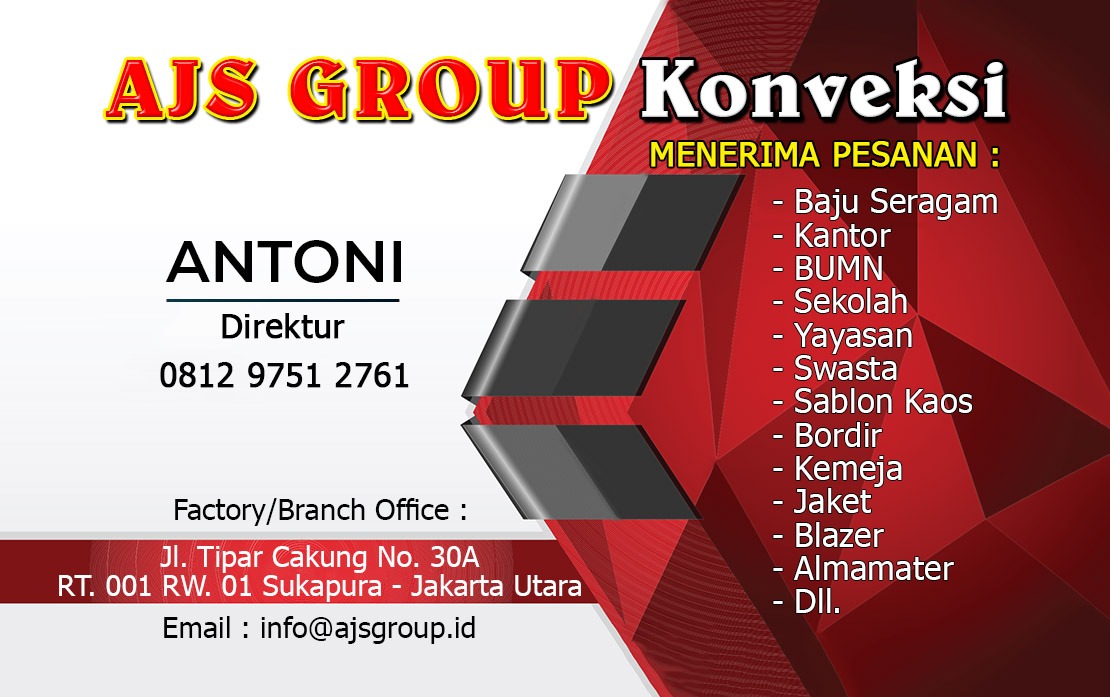 AJS GROUP Konveksi
MENERIMA PESANAN :
- Baju Seragam
- Kantor
- BUMN
- Sekolah
- Yayasan
- Swasta
- Sablon Kaos
- Bordir
- Kemeja
- Jaket
- Blazer
- Almamater
- Dll.
ANTONI
Direktur
0812 9751 2761
Factory/Branch Office :
Jl. Tipar Cakung No. 30A
RT. 001 RW. 01 Sukapura - Jakarta Utara
Email : info@ajsgroup.id